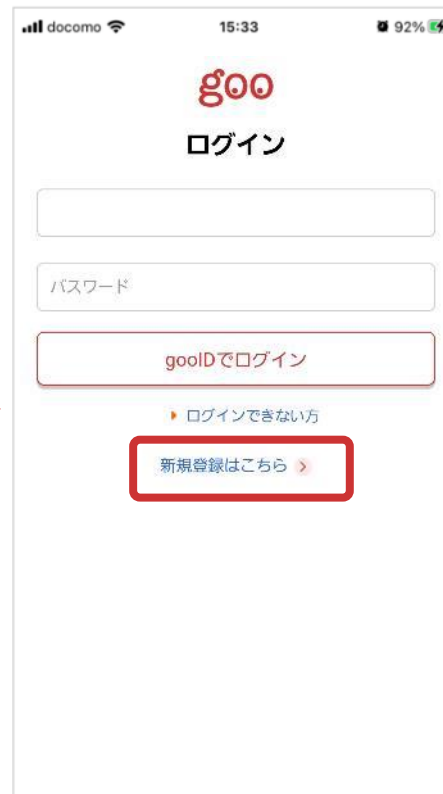 docomo 15:33 92%
goo
ログイン
パスワード
gooIDでログイン
ログインできない方
新規登録はこちら